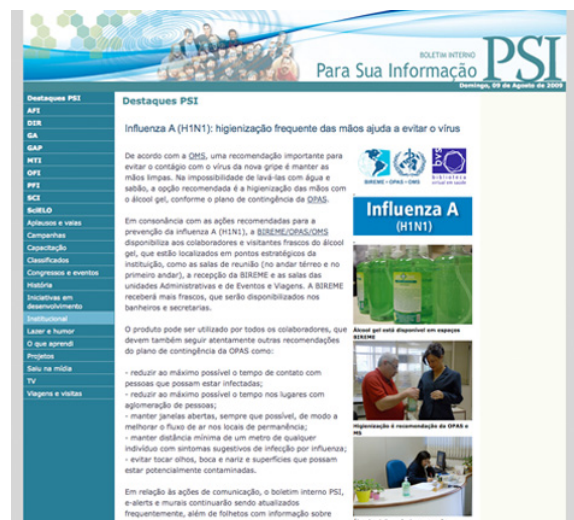 BOLETIM INTERNO
Para Sua Informação PSI
Domingo, 09 de Agosto de 2009
Destaques PSI
AFI
DIR
GA
GAP
MTI
OFI
PFI
SCI
SciELO
Aplausos e vaias
Campanhas
Capacitação
Classificados
Congressos e eventos
História
Iniciativas em
desenvolvimento
Institucional
Lazer e humor
O que aprendi
Projetos
Saiu na mídia
TV
Viagens e visitas
Destaques PSI
Influenza A (H1N1): higienização frequente das mãos ajuda a evitar o vírus
De acordo com a OMS, uma recomendação importante para
evitar o contágio com o vírus da nova gripe é manter as
mãos limpas. Na impossibilidade de lavá-las com água e
sabão, a opção recomendada é a higienização das mãos com
o álcool gel, conforme o plano de contingência da OPAS.
Em consonância com as ações recomendadas para a
prevenção da influenza A (H1N1), a BIREME/OPAS/OMS
disponibiliza aos colaboradores e visitantes frascos do álcool
gel, que estão localizados em pontos estratégicos da
instituição, como as salas de reunião (no andar térreo e no
primeiro andar), a recepção da BIREME e as salas das
unidades Administrativas e de Eventos e Viagens. A BIREME
receberá mais frascos, que serão disponibilizados nos
banheiros e secretarias.
O produto pode ser utilizado por todos os colaboradores, que
devem também seguir atentamente outras recomendações
do plano de contingência da OPAS como:
- reduzir ao máximo possível o tempo de contato com
pessoas que possam estar infectadas;
- reduzir ao máximo possível o tempo nos lugares com
aglomeração de pessoas;
- manter janelas abertas, sempre que possível, de modo a
melhorar o fluxo de ar nos locais de permanência;
- manter distância mínima de um metro de qualquer
indivíduo com sintomas sugestivos de infecção por influenza;
- evitar tocar olhos, boca e nariz e superfícies que possam
estar potencialmente contaminadas.
Em relação às ações de comunicação, o boletim interno PSI,
e-alerts e murais continuarão sendo atualizados
frequentemente, além de folhetos com informação sobre
BIREME - OPAS - OMS
bvs
biblioteca
virtual em saúde
Influenza A
(H1N1)
Álcool gel está disponível em espaços
BIREME
Higienização é recomendação da OPAS e
MS